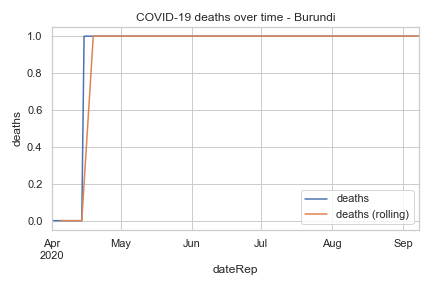 COVID-19 deaths over time - Burundi
1.0
0.8
0.6
0.4
0.2
0.0
deaths
deaths
deaths (rolling)
Apr May Jun Jul Aug Sep
2020
dateRep